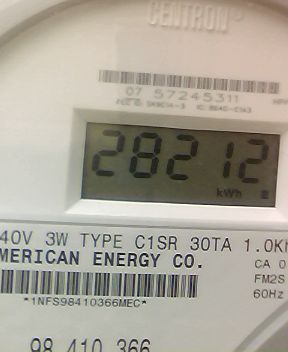 CENTRON®
07 57245311
28212
kWh
40V 3W TYPE C1SR 30TA 1.0K
MERICAN ENERGY CO.
CA 0
FM2S
*1NFS98410366MEC*
60Hz
98 410 366